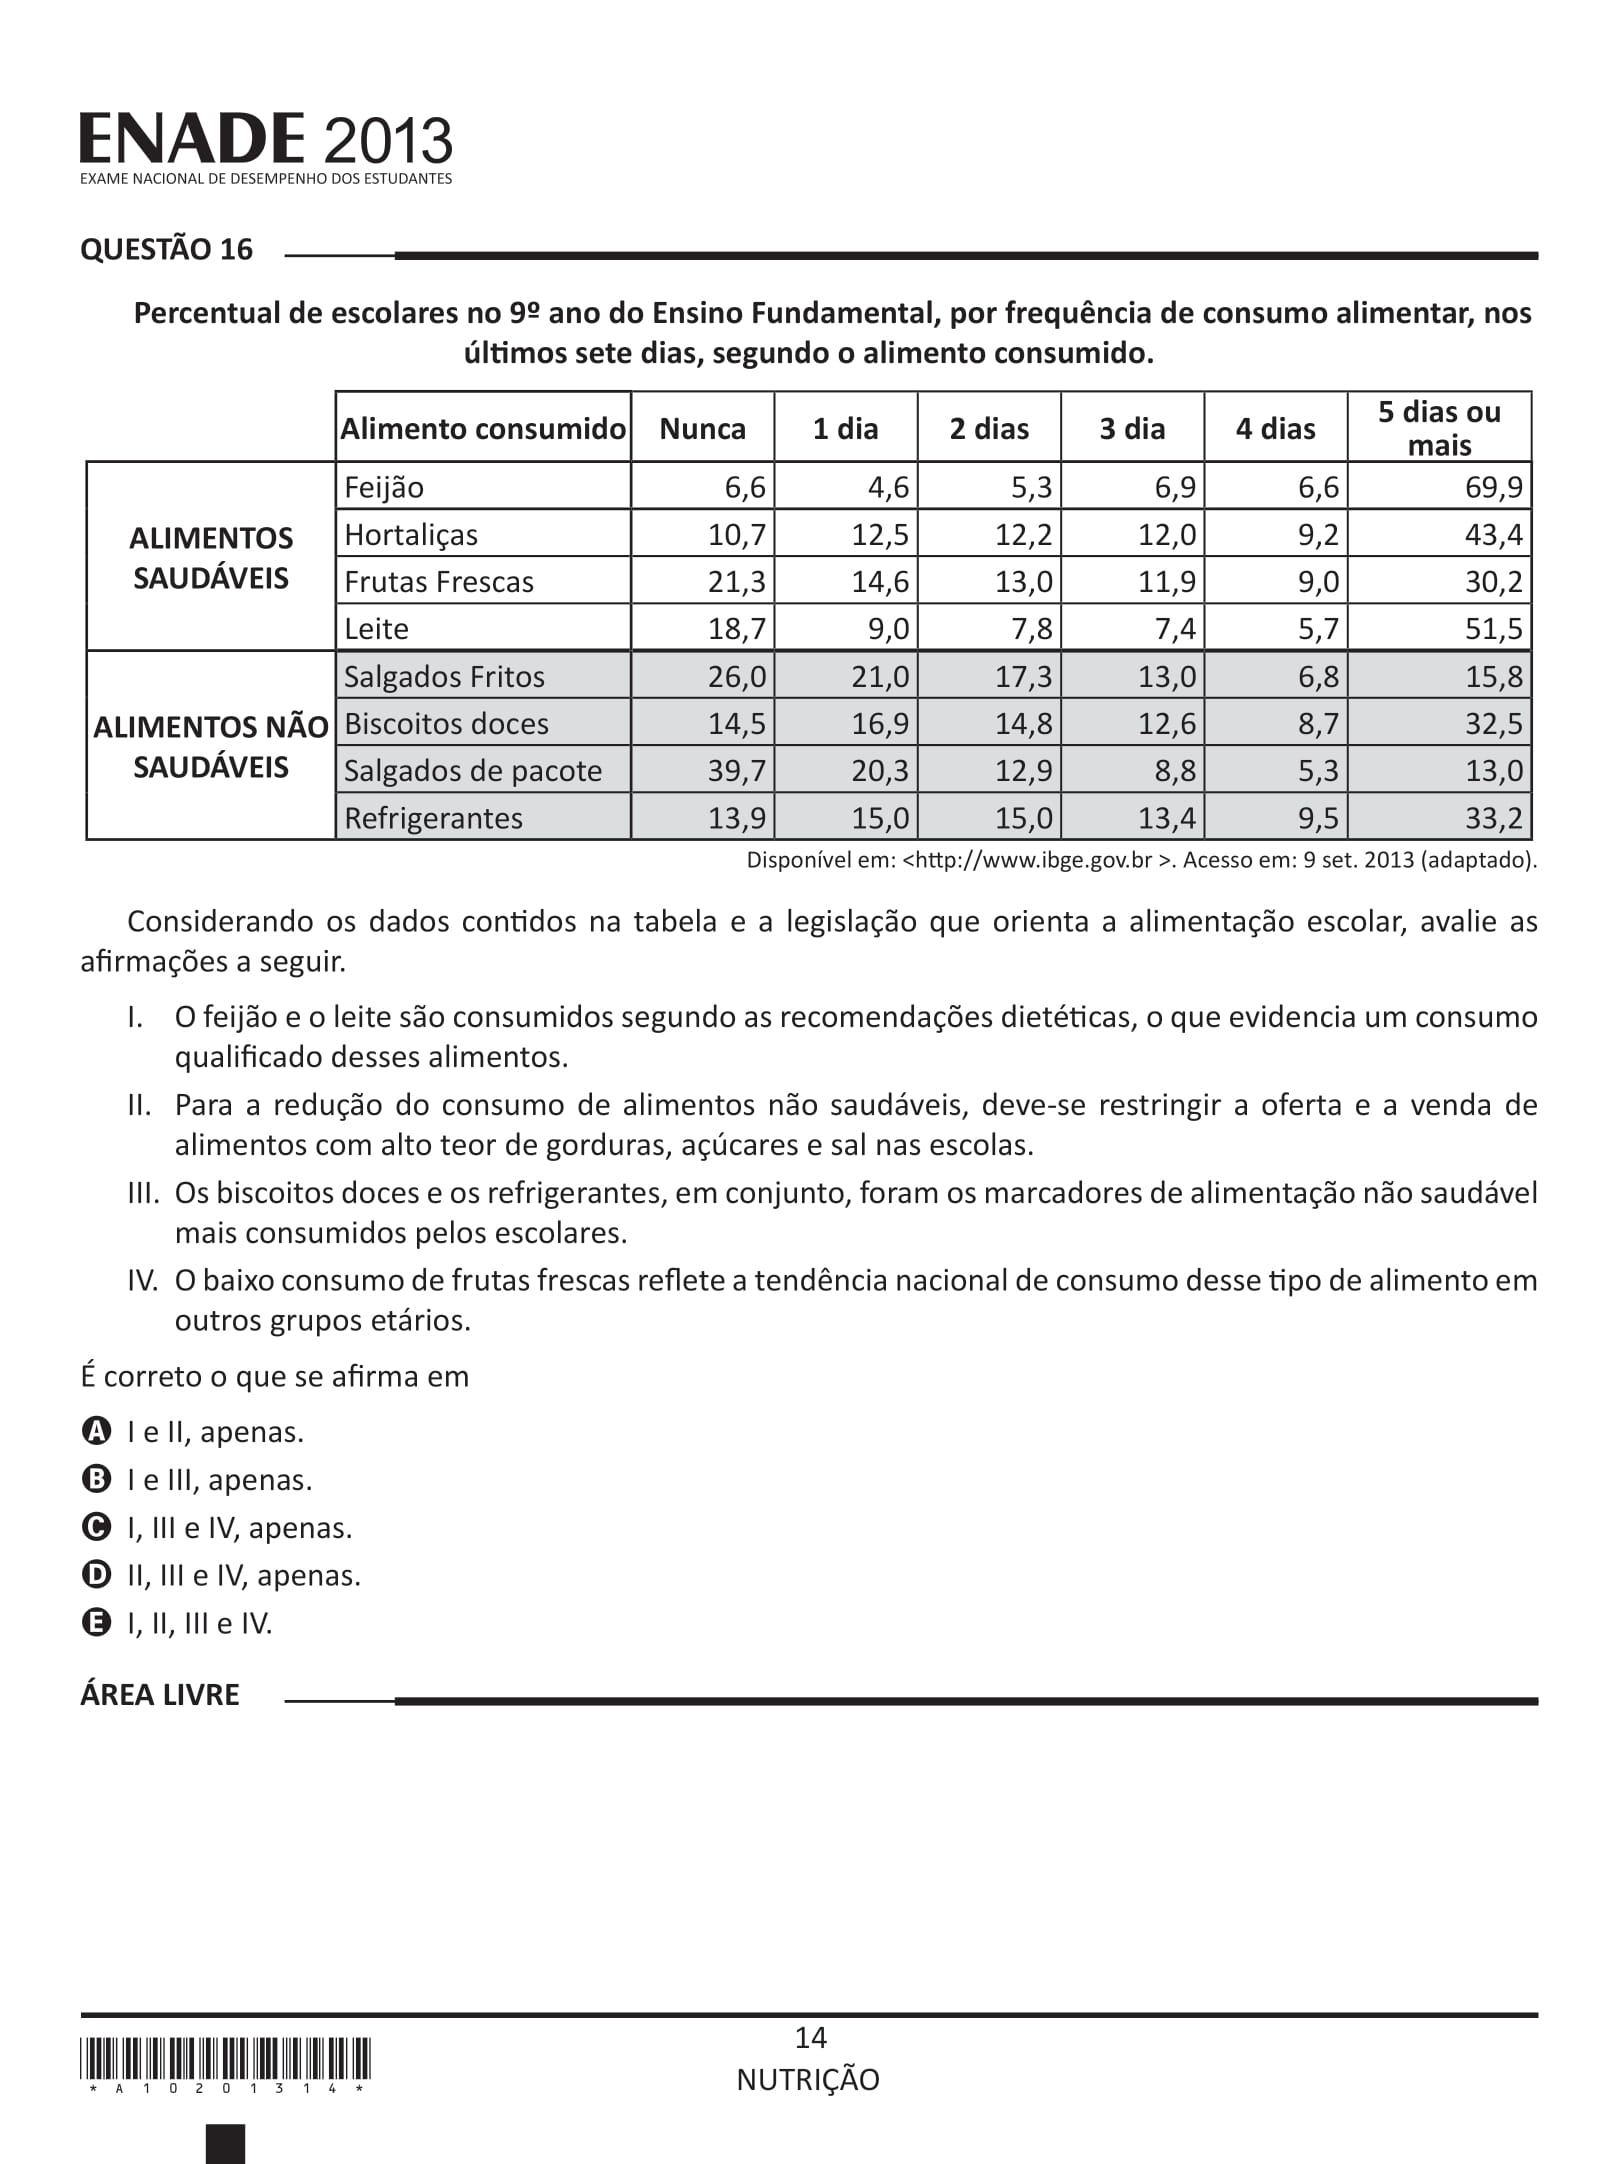 ENADE 2013
EXAME NACIONAL DE DESEMPENHO DOS ESTUDANTES
QUESTÃO 16
Percentual de escolares no 9º ano do Ensino Fundamental, por frequência de consumo alimentar, nos
últimos sete dias, segundo o alimento consumido.
Alimento consumido Nunca 1 dia 2 dias 3 dia 4 dias 5 dias ou mais
ALIMENTOS SAUDÁVEIS
Feijão 6,6 4,6 5,3 6,9 6,6 69,9
Hortaliças 10,7 12,5 12,2 12,0 9,2 43,4
Frutas Frescas 21,3 14,6 13,0 11,9 9,0 30,2
Leite 18,7 9,0 7,8 7,4 5,7 51,5
ALIMENTOS NÃO SAUDÁVEIS
Salgados Fritos 26,0 21,0 17,3 13,0 6,8 15,8
Biscoitos doces 14,5 16,9 14,8 12,6 8,7 32,5
Salgados de pacote 39,7 20,3 12,9 8,8 5,3 13,0
Refrigerantes 13,9 15,0 15,0 13,4 9,5 33,2
Disponível em: <http://www.ibge.gov.br >. Acesso em: 9 set. 2013 (adaptado).
Considerando os dados contidos na tabela e a legislação que orienta a alimentação escolar, avalie as
afirmações a seguir.
I. O feijão e o leite são consumidos segundo as recomendações dietéticas, o que evidencia um consumo
qualificado desses alimentos.
II. Para a redução do consumo de alimentos não saudáveis, deve-se restringir a oferta e a venda de
alimentos com alto teor de gorduras, açúcares e sal nas escolas.
III. Os biscoitos doces e os refrigerantes, em conjunto, foram os marcadores de alimentação não saudável
mais consumidos pelos escolares.
IV. O baixo consumo de frutas frescas reflete a tendência nacional de consumo desse tipo de alimento em
outros grupos etários.
É correto o que se afirma em
A I e II, apenas.
B I e III, apenas.
C I, III e IV, apenas.
D II, III e IV, apenas.
E I, II, III e IV.
ÁREA LIVRE
14
NUTRIÇÃO
* A 1 0 2 0 1 3 1 4 *